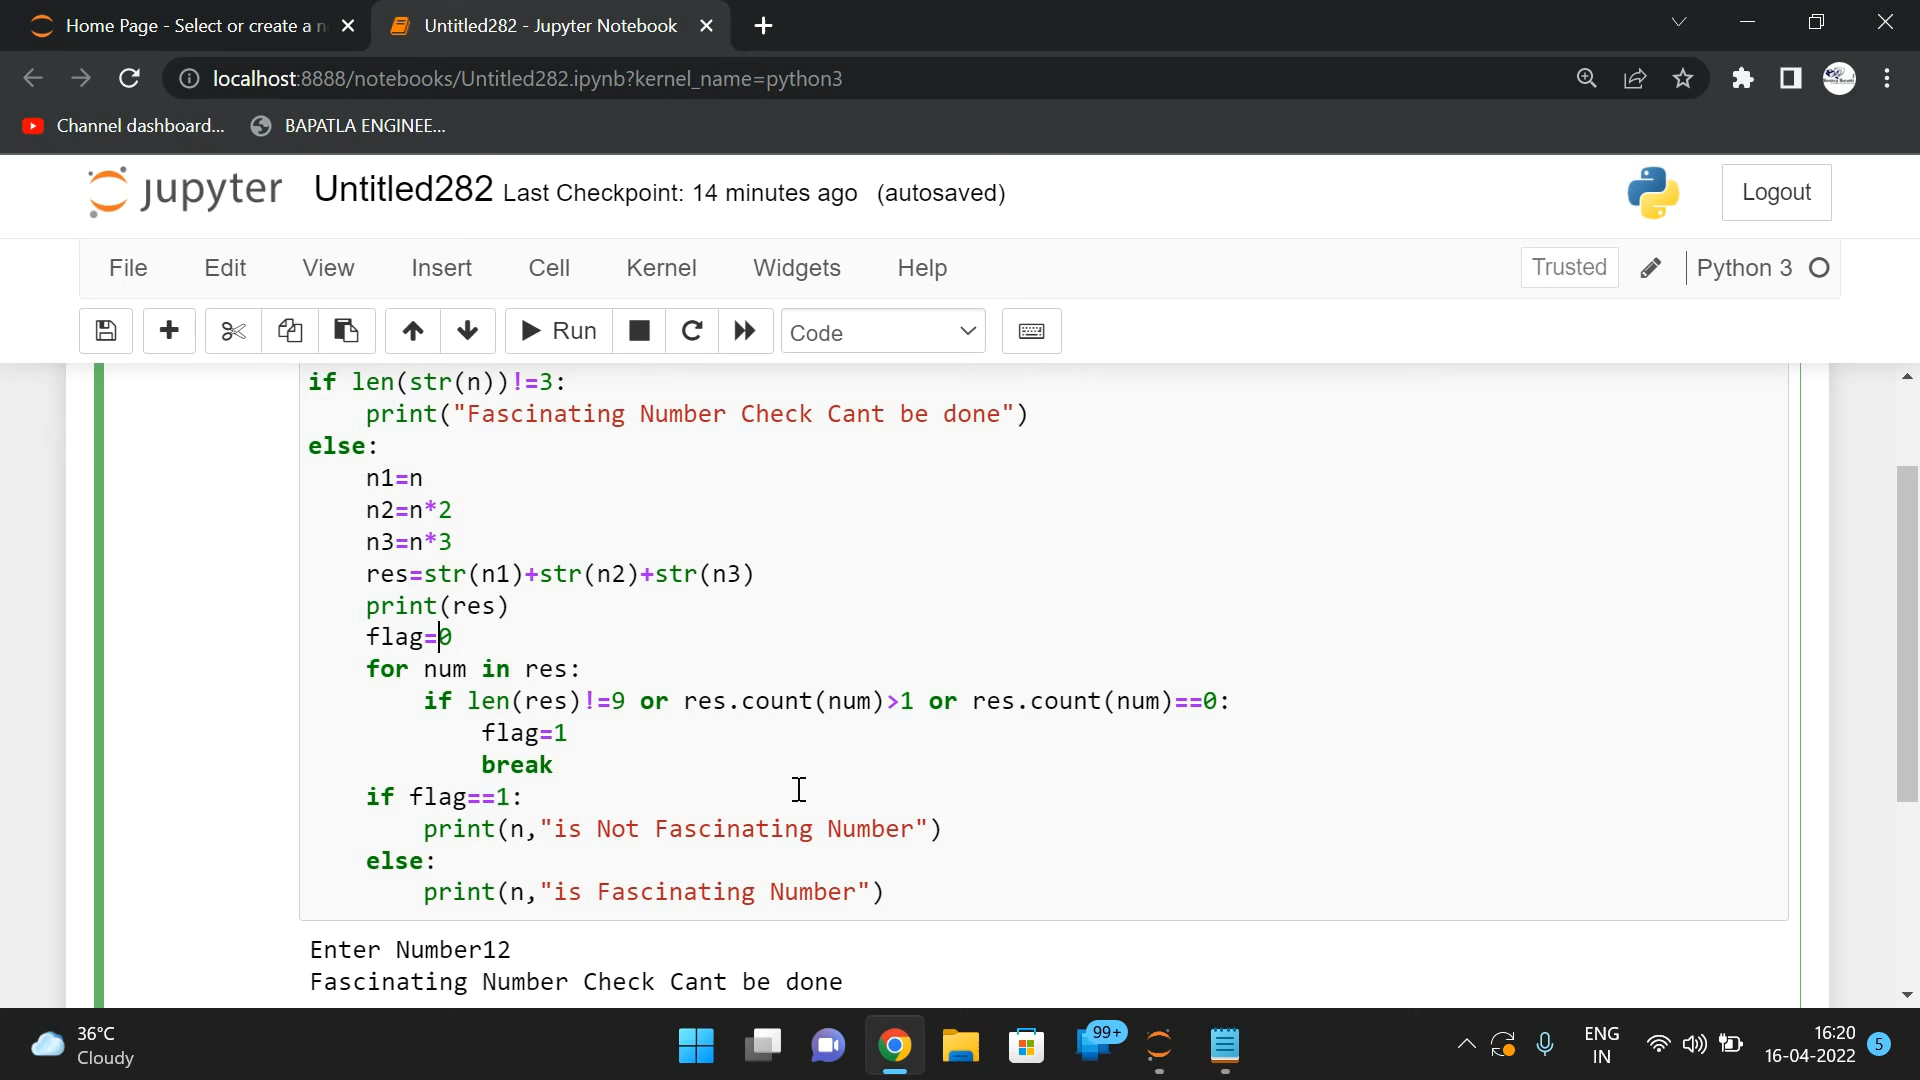 Home Page - Select or create a n
Untitled282 - Jupyter Notebook
localhost:8888/notebooks/Untitled282.ipynb?kernel_name=python3
Channel dashboard...
BAPATLA ENGINEE...
jupyter
Untitled282 Last Checkpoint: 14 minutes ago (autosaved)
Logout
File Edit View Insert Cell Kernel Widgets Help
Trusted
Python 3
Run
Code
if len(str(n))!=3:
    print("Fascinating Number Check Cant be done")
else:
    n1=n
    n2=n*2
    n3=n*3
    res=str(n1)+str(n2)+str(n3)
    print(res)
    flag=0
    for num in res:
        if len(res)!=9 or res.count(num)>1 or res.count(num)==0:
            flag=1
            break
    if flag==1:
        print(n,"is Not Fascinating Number")
    else:
        print(n,"is Fascinating Number")
Enter Number12
Fascinating Number Check Cant be done
36°C
Cloudy
99+
ENG
IN
16:20
16-04-2022
5